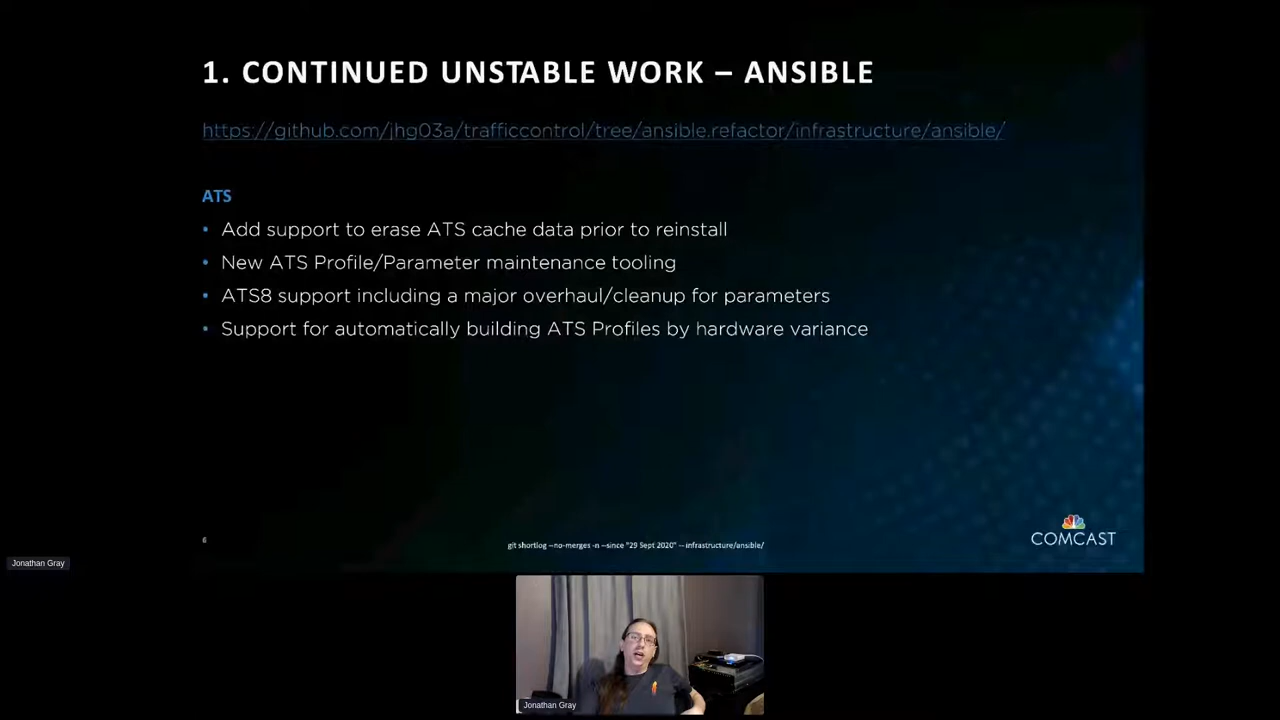 1. CONTINUED UNSTABLE WORK – ANSIBLE
https://github.com/jhg03a/trafficcontrol/tree/ansible.refactor/infrastructure/ansible/
ATS
• Add support to erase ATS cache data prior to reinstall
• New ATS Profile/Parameter maintenance tooling
• ATS8 support including a major overhaul/cleanup for parameters
• Support for automatically building ATS Profiles by hardware variance
6
git shortlog --no-merges -n --since "29 Sept 2020" -- infrastructure/ansible/
COMCAST
Jonathan Gray
Jonathan Gray